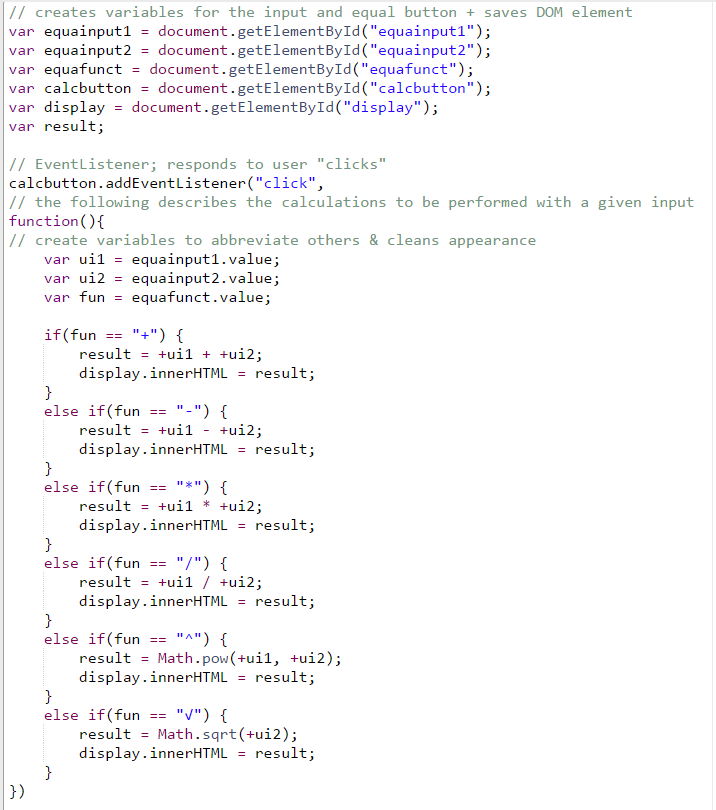 // creates variables for the input and equal button + saves DOM element
var equainput1 = document.getElementById("equainput1");
var equainput2 = document.getElementById("equainput2");
var equafunct = document.getElementById("equafunct");
var calcbutton = document.getElementById("calcbutton");
var display = document.getElementById("display");
var result;

// EventListener; responds to user "clicks"
calcbutton.addEventListener("click",
// the following describes the calculations to be performed with a given input
function(){
// create variables to abbreviate others & cleans appearance
    var ui1 = equainput1.value;
    var ui2 = equainput2.value;
    var fun = equafunct.value;

    if(fun == "+") {
        result = +ui1 + +ui2;
        display.innerHTML = result;
    }
    else if(fun == "-") {
        result = +ui1 - +ui2;
        display.innerHTML = result;
    }
    else if(fun == "*") {
        result = +ui1 * +ui2;
        display.innerHTML = result;
    }
    else if(fun == "/") {
        result = +ui1 / +ui2;
        display.innerHTML = result;
    }
    else if(fun == "^") {
        result = Math.pow(+ui1, +ui2);
        display.innerHTML = result;
    }
    else if(fun == "√") {
        result = Math.sqrt(+ui2);
        display.innerHTML = result;
    }
})